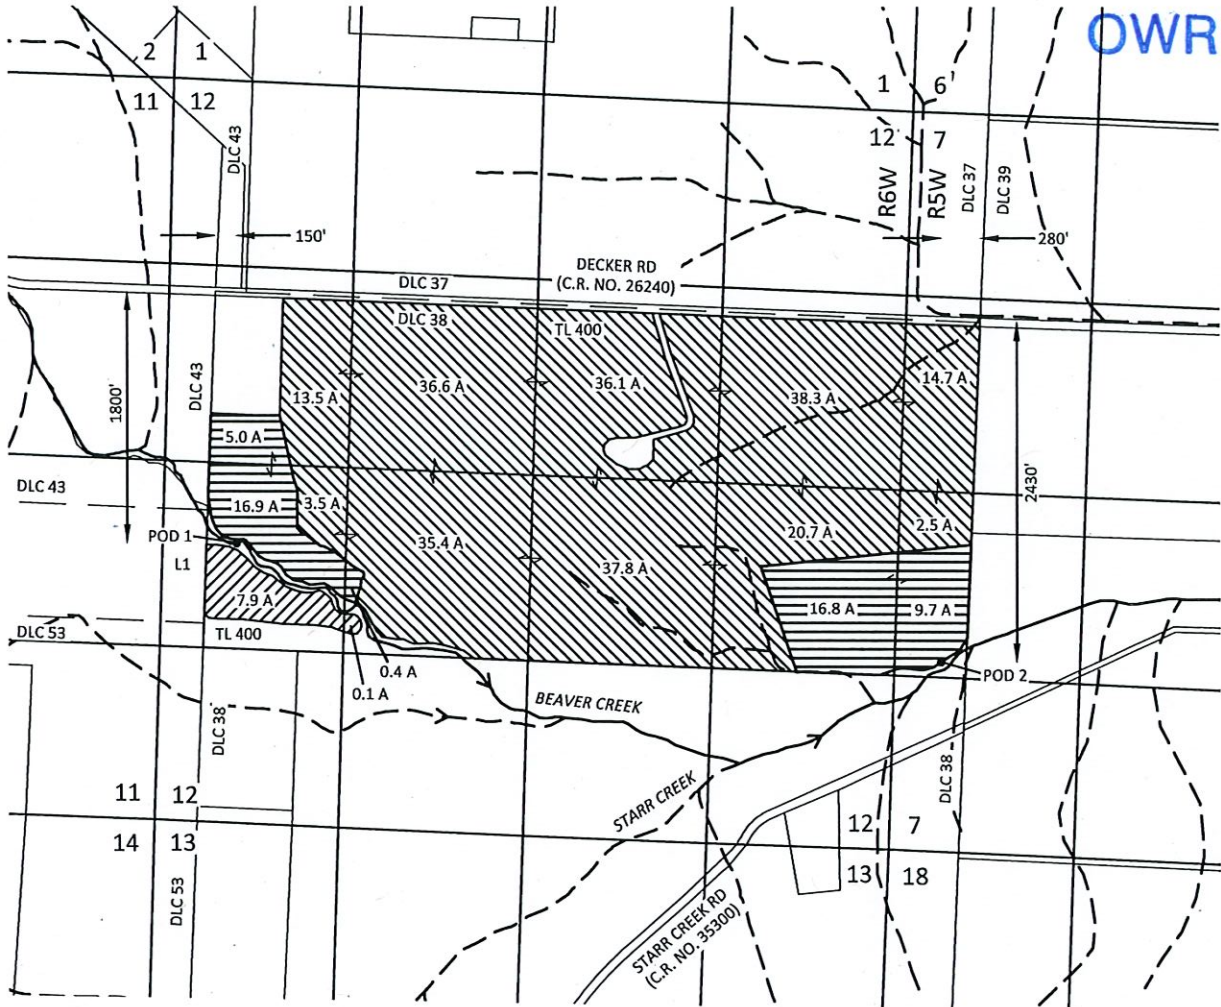 OWR
2
1
11
12
1
6
12
7
DLC 43
R6W
R5W
DLC 37
DLC 39
150'
280'
DECKER RD
(C.R. NO. 26240)
DLC 37
DLC 38
TL 400
DLC 43
1800'
13.5 A
36.6 A
36.1 A
38.3 A
14.7 A
5.0 A
2430'
DLC 43
16.9 A
3.5 A
35.4 A
37.8 A
20.7 A
2.5 A
POD 1
L1
7.9 A
16.8 A
9.7 A
DLC 53
TL 400
0.4 A
0.1 A
POD 2
BEAVER CREEK
DLC 38
DLC 38
STARR CREEK
11
12
14
13
12
7
13
18
DLC 53
STARR CREEK RD
(C.R. NO. 35300)